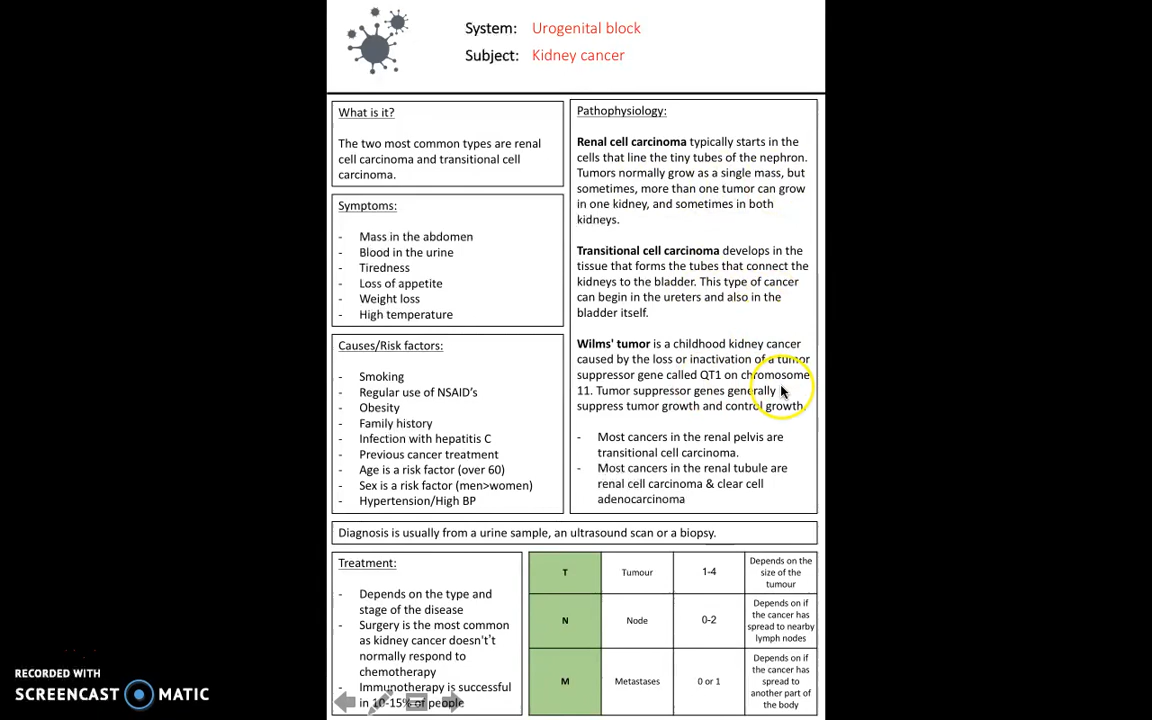 System: Urogenital block
Subject: Kidney cancer
What is it?
The two most common types are renal
cell carcinoma and transitional cell
carcinoma.
Symptoms:
- Mass in the abdomen
- Blood in the urine
- Tiredness
- Loss of appetite
- Weight loss
- High temperature
Causes/Risk factors:
- Smoking
- Regular use of NSAID's
- Obesity
- Family history
- Infection with hepatitis C
- Previous cancer treatment
- Age is a risk factor (over 60)
- Sex is a risk factor (men>women)
- Hypertension/High BP
Pathophysiology:
Renal cell carcinoma typically starts in the
cells that line the tiny tubes of the nephron.
Tumors normally grow as a single mass, but
sometimes, more than one tumor can grow
in one kidney, and sometimes in both
kidneys.
Transitional cell carcinoma develops in the
tissue that forms the tubes that connect the
kidneys to the bladder. This type of cancer
can begin in the ureters and also in the
bladder itself.
Wilms' tumor is a childhood kidney cancer
caused by the loss or inactivation of a tumor
suppressor gene called QT1 on chromosome
11. Tumor suppressor genes generally
suppress tumor growth and control growth.
- Most cancers in the renal pelvis are
transitional cell carcinoma.
- Most cancers in the renal tubule are
renal cell carcinoma & clear cell
adenocarcinoma
Diagnosis is usually from a urine sample, an ultrasound scan or a biopsy.
Treatment:
- Depends on the type and
stage of the disease
- Surgery is the most common
as kidney cancer doesn't't
normally respond to
chemotherapy
- Immunotherapy is successful
in 10-15% of people
T Tumour 1-4 Depends on the
size of the
tumour
N Node 0-2 Depends on if
the cancer has
spread to nearby
lymph nodes
M Metastases 0 or 1 Depends on if
the cancer has
spread to
another part of
the body
RECORDED WITH
SCREENCAST MATIC